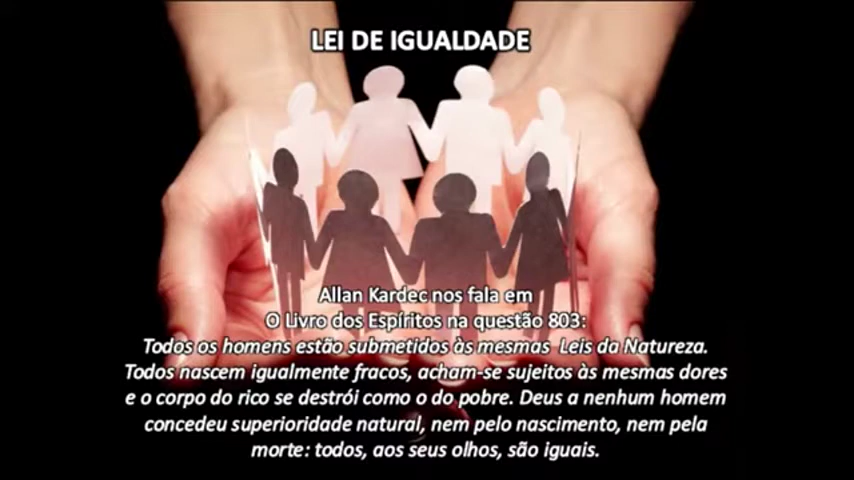 LEI DE IGUALDADE
Allan Kardec nos fala em
O Livro dos Espíritos na questão 803:
Todos os homens estão submetidos às mesmas Leis da Natureza.
Todos nascem igualmente fracos, acham-se sujeitos às mesmas dores
e o corpo do rico se destrói como o do pobre. Deus a nenhum homem
concedeu superioridade natural, nem pelo nascimento, nem pela
morte: todos, aos seus olhos, são iguais.